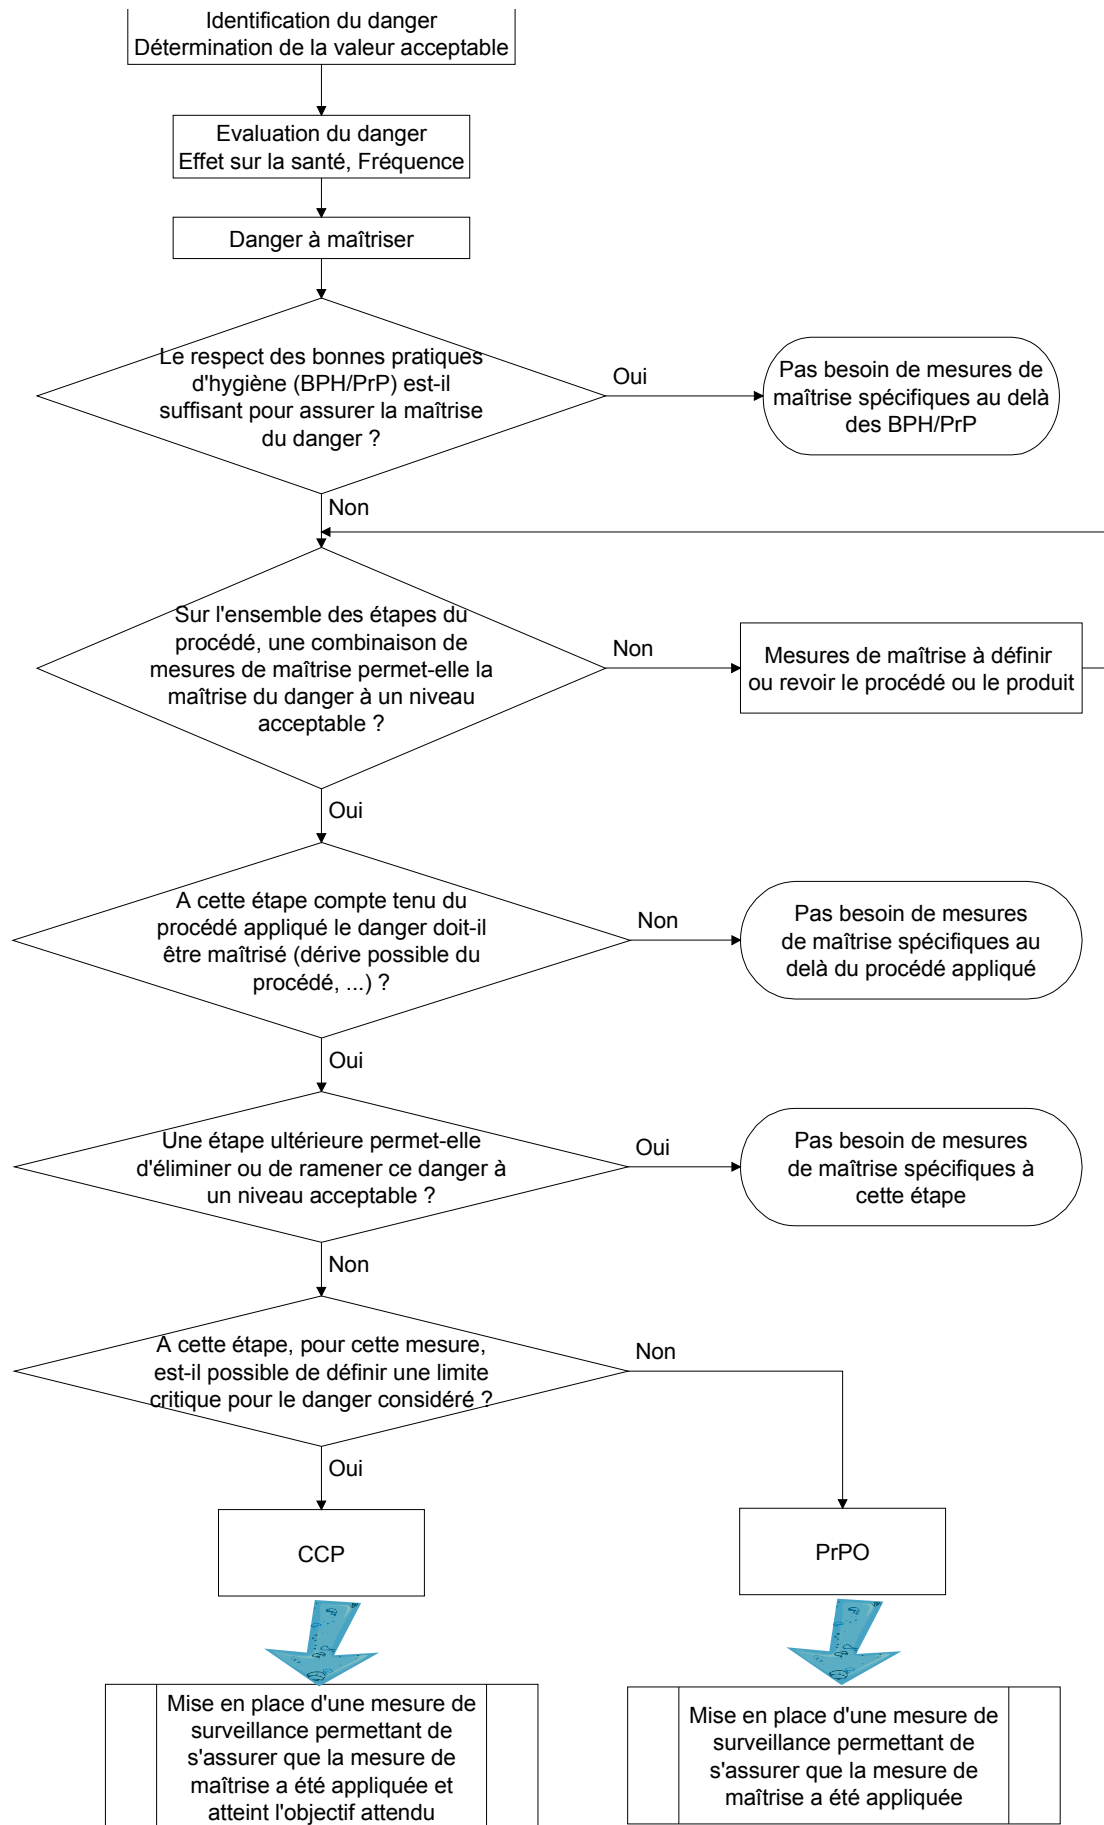 Identification du danger
Détermination de la valeur acceptable
Evaluation du danger
Effet sur la santé, Fréquence
Danger à maîtriser
Le respect des bonnes pratiques
d'hygiène (BPH/PrP) est-il
suffisant pour assurer la maîtrise
du danger ?
Oui
Pas besoin de mesures de
maîtrise spécifiques au delà
des BPH/PrP
Non
Sur l'ensemble des étapes du
procédé, une combinaison de
mesures de maîtrise permet-elle la
maîtrise du danger à un niveau
acceptable ?
Non
Mesures de maîtrise à définir
ou revoir le procédé ou le produit
Oui
A cette étape compte tenu du
procédé appliqué le danger doit-il
être maîtrisé (dérive possible du
procédé, ...) ?
Non
Pas besoin de mesures
de maîtrise spécifiques au
delà du procédé appliqué
Oui
Une étape ultérieure permet-elle
d'éliminer ou de ramener ce danger à
un niveau acceptable ?
Oui
Pas besoin de mesures
de maîtrise spécifiques à
cette étape
Non
A cette étape, pour cette mesure,
est-il possible de définir une limite
critique pour le danger considéré ?
Non
Oui
CCP
PrPO
Mise en place d'une mesure de
surveillance permettant de
s'assurer que la mesure de
maîtrise a été appliquée et
atteint l'objectif attendu
Mise en place d'une mesure de
surveillance permettant de
s'assurer que la mesure de
maîtrise a été appliquée